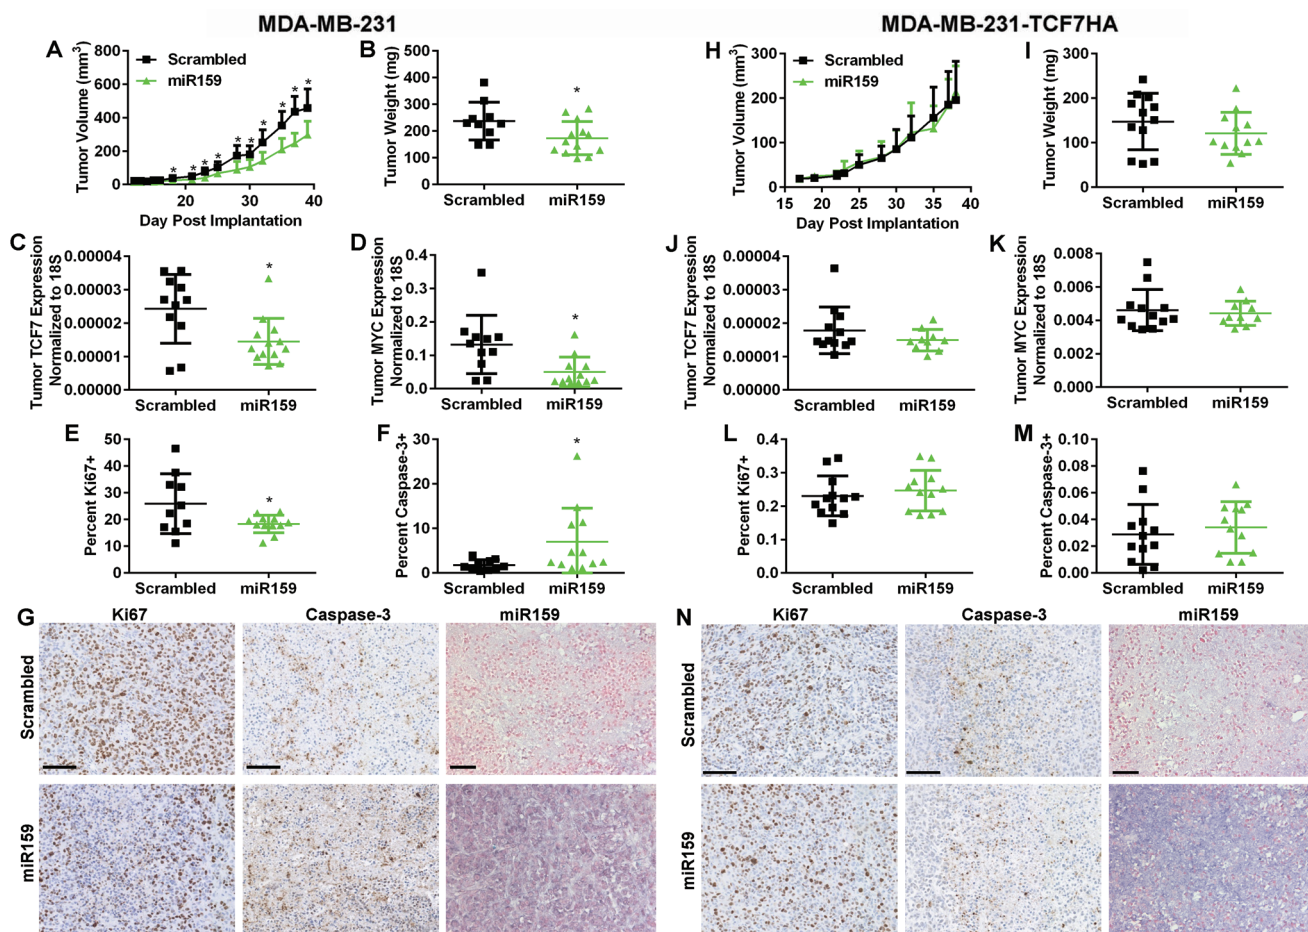 MDA-MB-231
MDA-MB-231-TCF7HA
A
Tumor Volume (mm3)
800
600
400
200
0
Scrambled
miR159
* * * * * * * * * *
20 30 40
Day Post Implantation
B
Tumor Weight (mg)
500
400
300
200
100
0
*
Scrambled miR159
H
Tumor Volume (mm3)
300
200
100
0
Scrambled
miR159
15 20 25 30 35 40
Day Post Implantation
I
Tumor Weight (mg)
300
200
100
0
Scrambled miR159
C
Tumor TCF7 Expression
Normalized to 18S
0.00004
0.00003
0.00002
0.00001
0.00000
*
Scrambled miR159
D
Tumor MYC Expression
Normalized to 18S
0.4
0.3
0.2
0.1
0.0
*
Scrambled miR159
J
Tumor TCF7 Expression
Normalized to 18S
0.00004
0.00003
0.00002
0.00001
0.00000
Scrambled miR159
K
Tumor MYC Expression
Normalized to 18S
0.008
0.006
0.004
0.002
0.000
Scrambled miR159
E
Percent Ki67+
50
40
30
20
10
0
*
Scrambled miR159
F
Percent Caspase-3+
30
20
10
0
*
Scrambled miR159
L
Percent Ki67+
0.4
0.3
0.2
0.1
0.0
Scrambled miR159
M
Percent Caspase-3+
0.10
0.08
0.06
0.04
0.02
0.00
Scrambled miR159
G
Ki67 Caspase-3 miR159
Scrambled
miR159
N
Ki67 Caspase-3 miR159
Scrambled
miR159